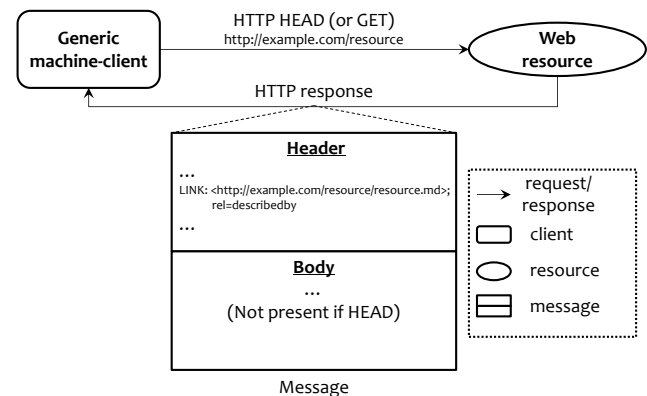 HTTP HEAD (or GET)
http://example.com/resource
Generic
machine-client
Web
resource
HTTP response
Header
...
LINK: <http://example.com/resource/resource.md>;
rel=describedby
...
Body
...
(Not present if HEAD)
Message
request/
response
client
resource
message